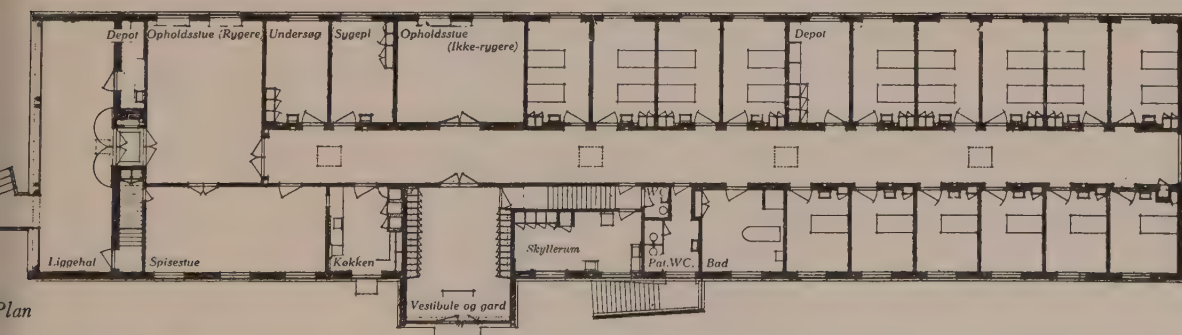 Depot
Opholdsstue (Rygere)
Undersøg
Sygepl
Opholdsstue
(Ikke-rygere)
Depot
Liggehal
Spisestue
Køkken
Vestibule og gard
Skyllerum
Pat. WC.
Bad
Plan